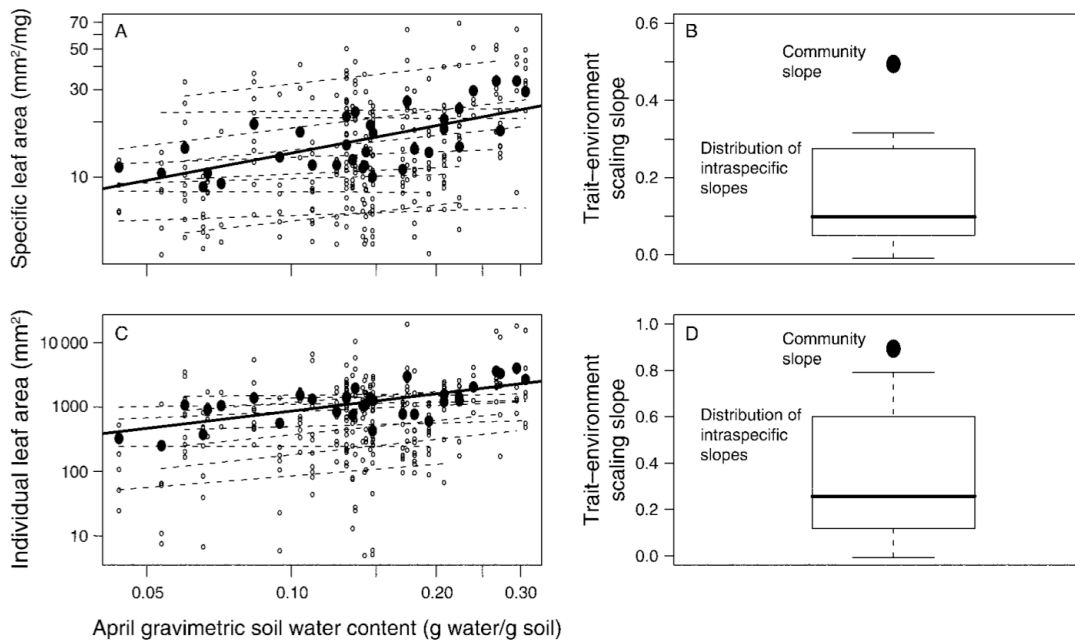 A
Specific leaf area (mm²/mg)
70
50
30
10
B
Trait–environment
scaling slope
0.6
0.4
0.2
0.0
Community
slope
Distribution of
intraspecific
slopes
C
Individual leaf area (mm²)
10 000
1000
100
10
0.05
0.10
0.20
0.30
April gravimetric soil water content (g water/g soil)
D
Trait–environment
scaling slope
1.0
0.8
0.6
0.4
0.2
0.0
Community
slope
Distribution of
intraspecific
slopes